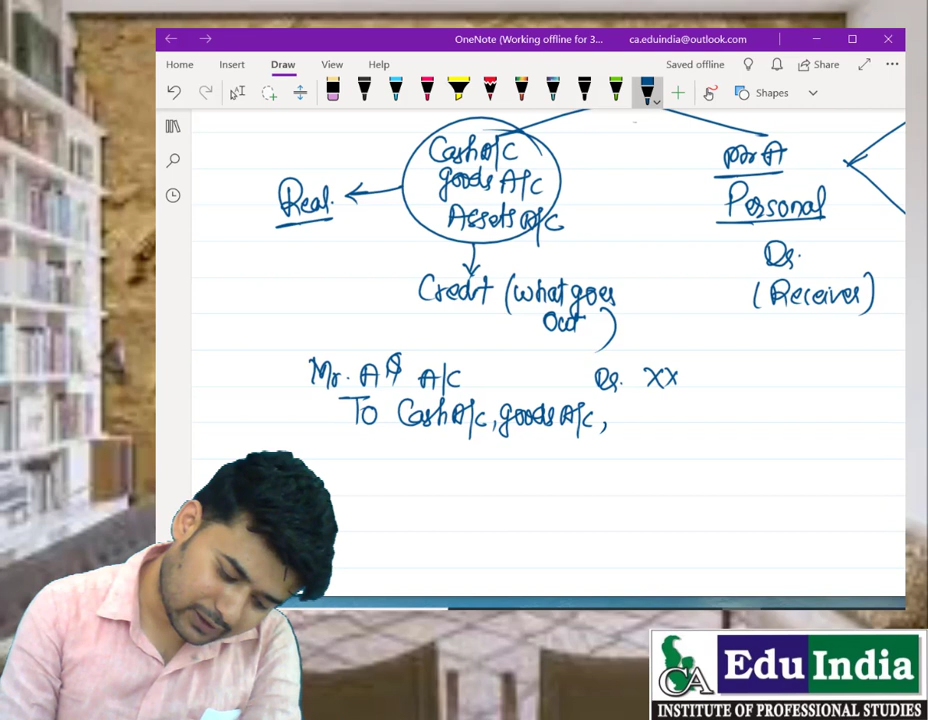 OneNote (Working offline for 3...
ca.eduindia@outlook.com
Home Insert Draw View Help
Saved offline
Share
Shapes
Cash A/c
goods A/c
Assets A/c
Real.
Mr A
Personal
Dr.
(Receiver)
Credit (what goes
out )
Mr. A's A/c Dr. XX
To Cash A/c, goods A/c,
CA
Edu India
INSTITUTE OF PROFESSIONAL STUDIES